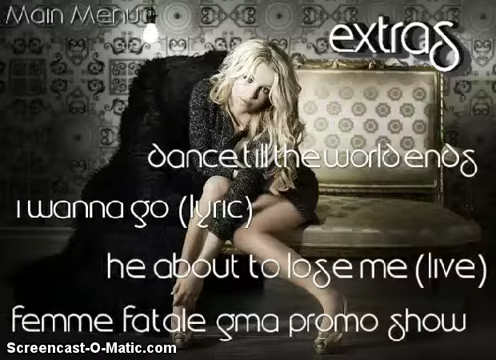 Main Menu
extras
dance till the world ends
i wanna go (lyric)
he about to lose me (live)
femme fatale gma promo show
Screencast-O-Matic.com